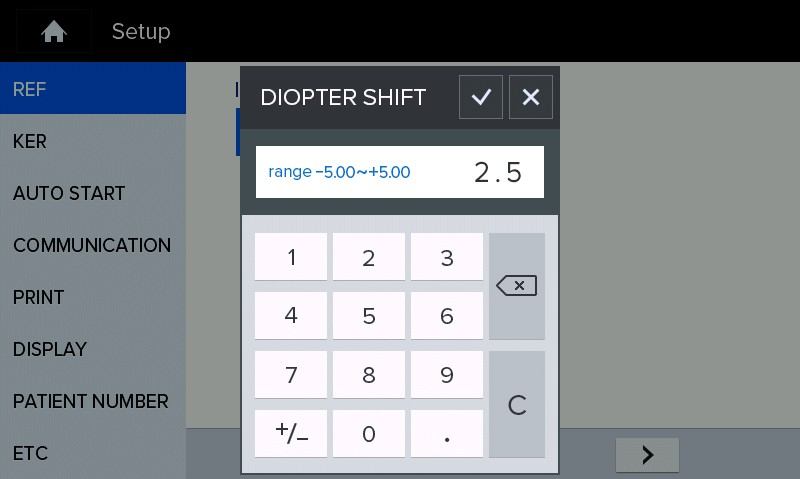 Setup
REF
KER
AUTO START
COMMUNICATION
PRINT
DISPLAY
PATIENT NUMBER
ETC
DIOPTER SHIFT
range -5.00~+5.00 2.5
1 2 3
4 5 6
7 8 9
C
+/- 0 .